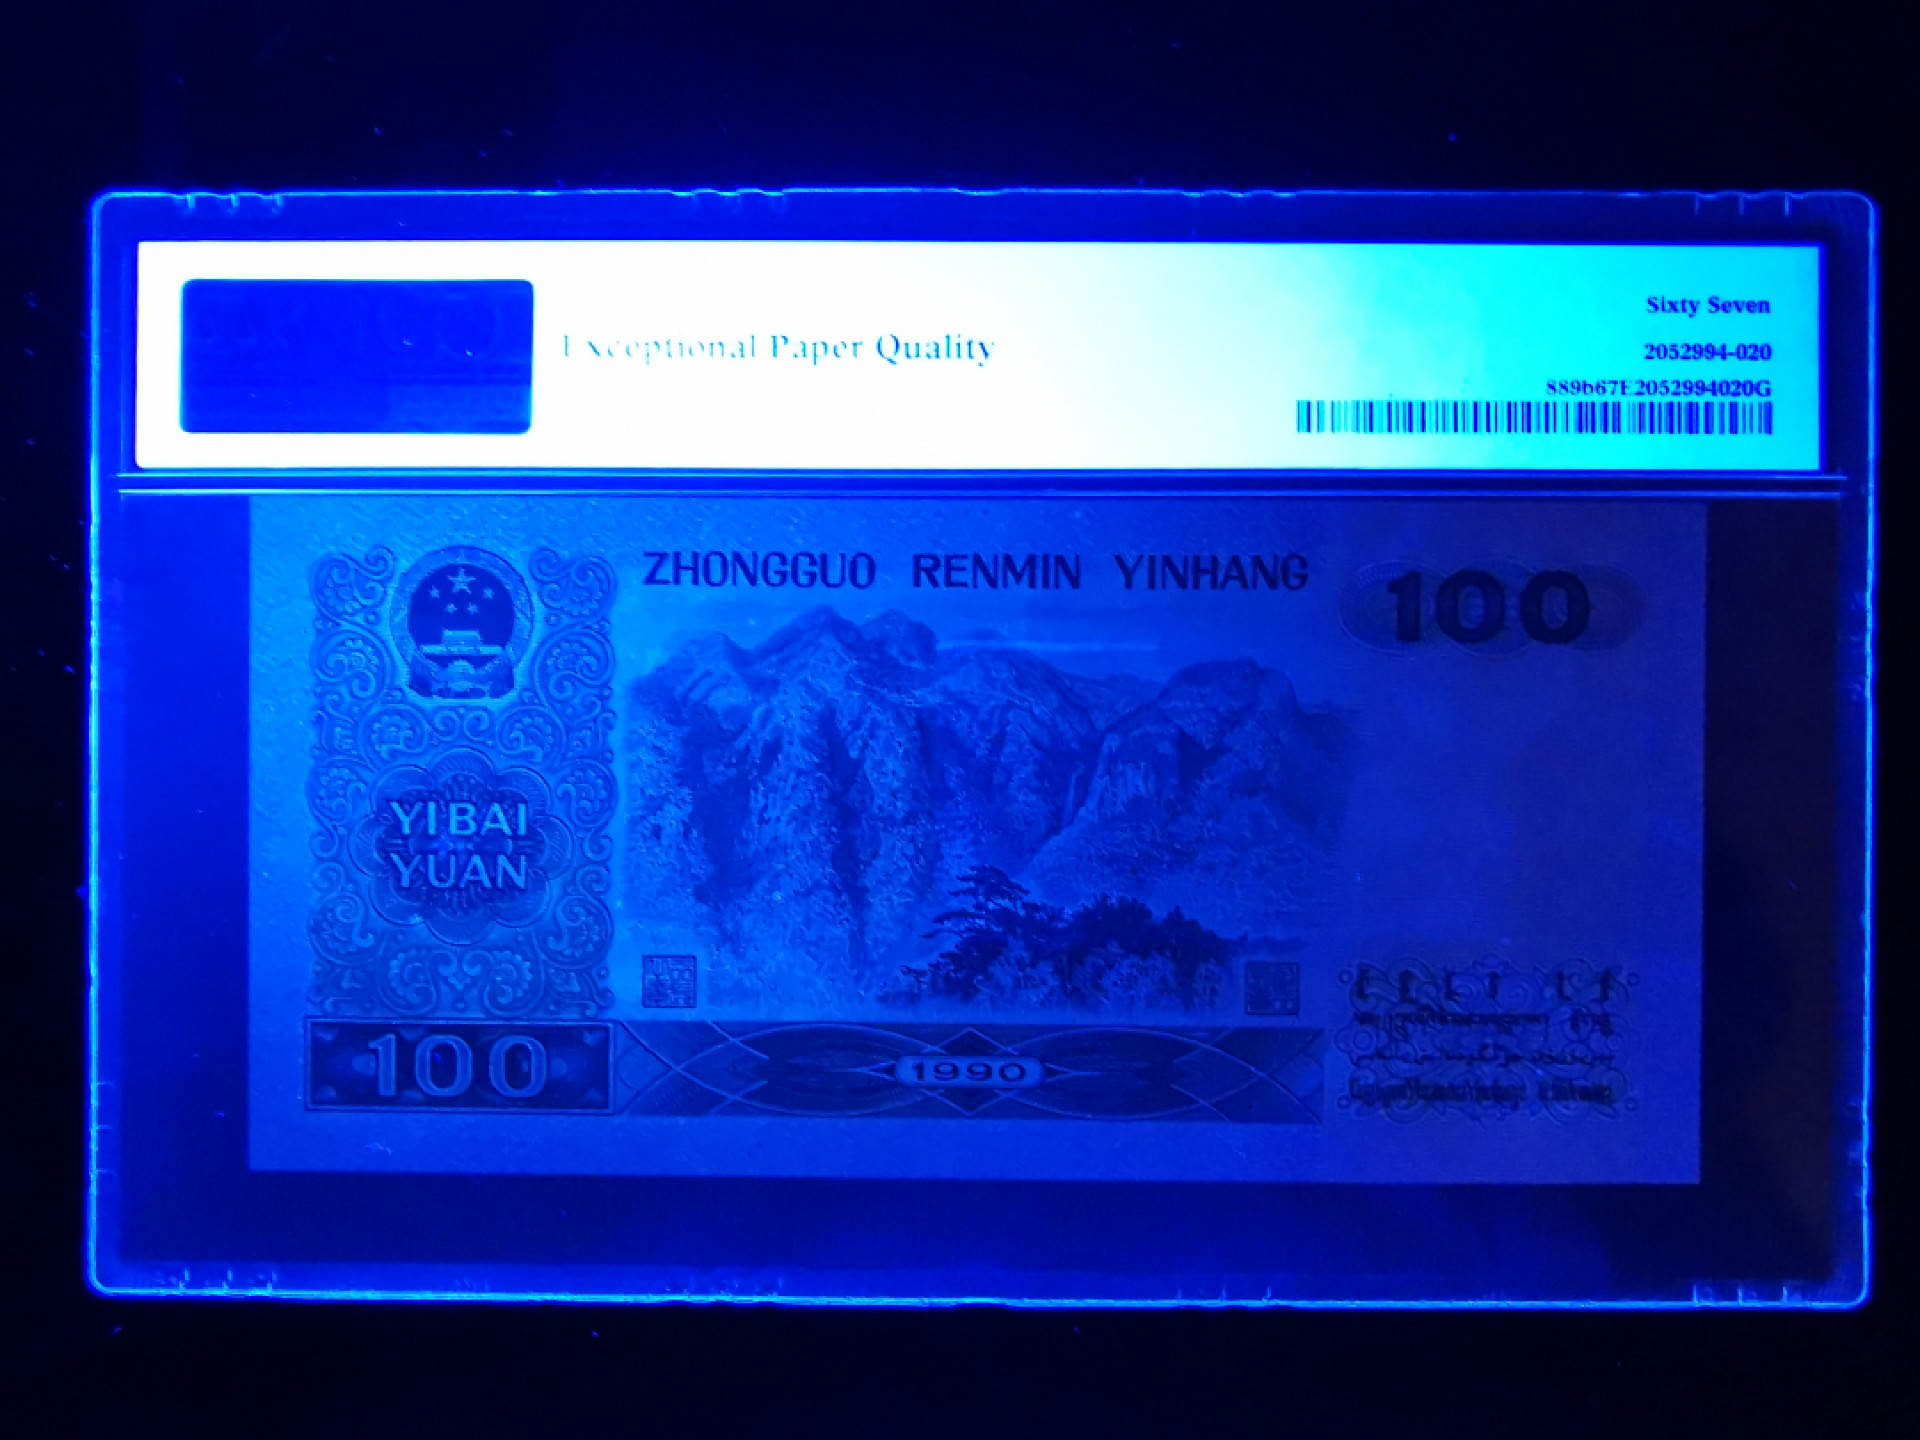 Exceptional Paper Quality
Sixty Seven
2052994-020
889b67E2052994020G
ZHONGGUO RENMIN YINHANG
100
YI BAI
YUAN
100
1990